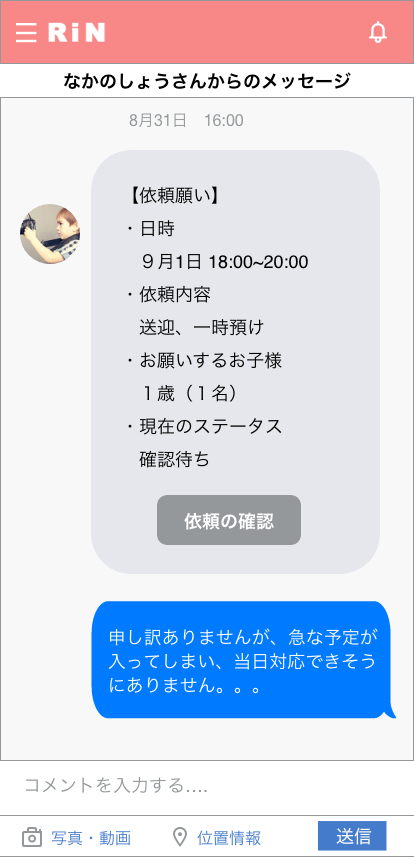 RiN
なかのしょうさんからのメッセージ
8月31日 16:00
【依頼願い】
・日時
９月1日 18:00~20:00
・依頼内容
送迎、一時預け
・お願いするお子様
１歳（１名）
・現在のステータス
確認待ち
依頼の確認
申し訳ありませんが、急な予定が
入ってしまい、当日対応できそう
にありません。。。
コメントを入力する....
写真・動画 位置情報 送信